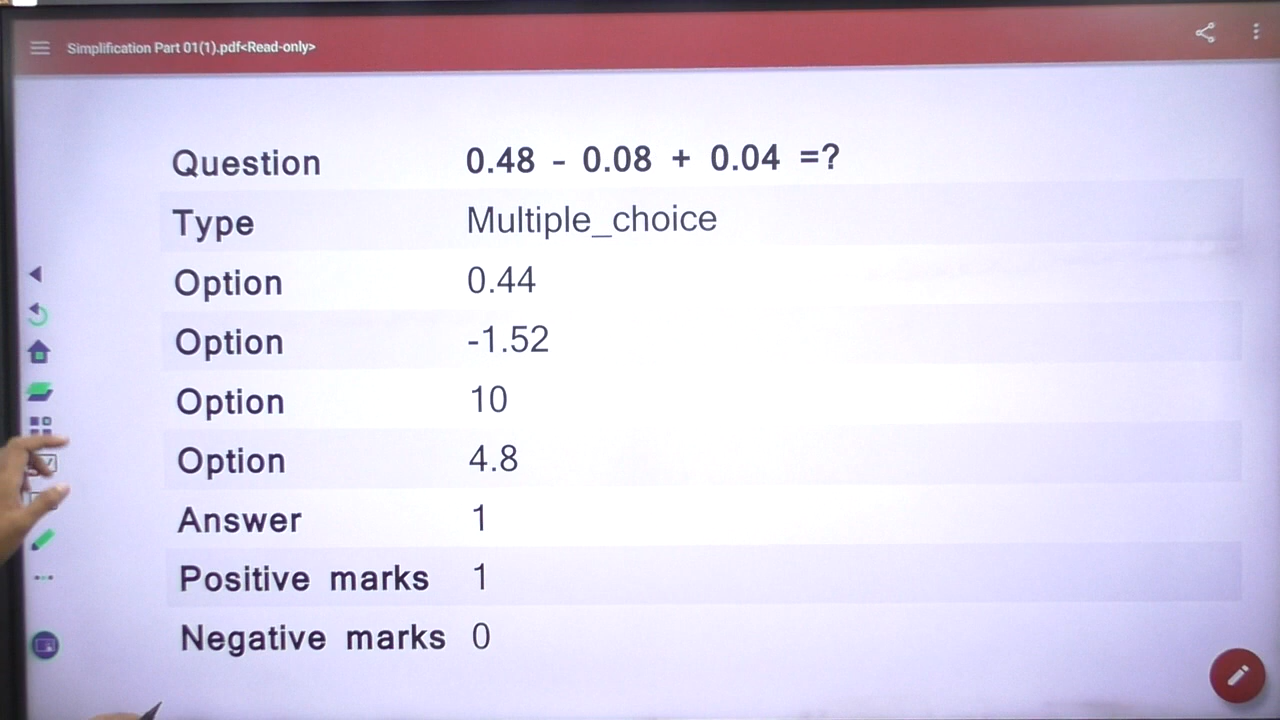 Simplification Part 01(1).pdf<Read-only>
Question 0.48 - 0.08 + 0.04 =?
Type Multiple_choice
Option 0.44
Option -1.52
Option 10
Option 4.8
Answer 1
Positive marks 1
Negative marks 0